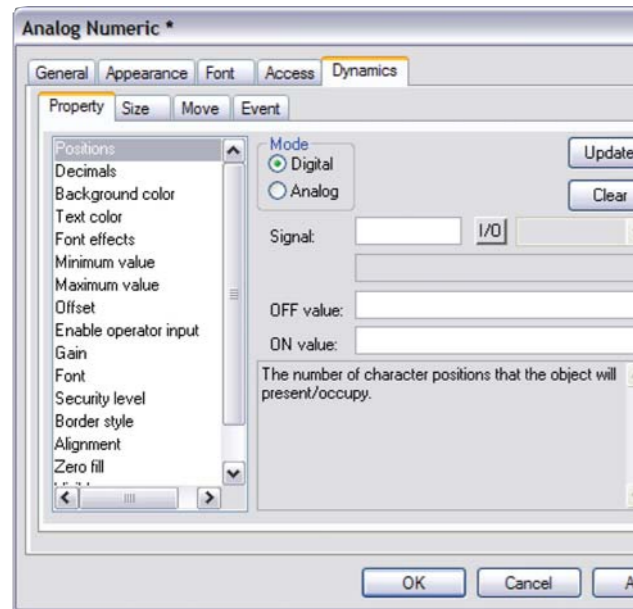 Analog Numeric *
General Appearance Font Access Dynamics
Property Size Move Event
Positions
Decimals
Background color
Text color
Font effects
Minimum value
Maximum value
Offset
Enable operator input
Gain
Font
Security level
Border style
Alignment
Zero fill
Mode
Digital
Analog
Update
Clear
Signal:
I/O
OFF value:
ON value:
The number of character positions that the object will
present/occupy.
OK Cancel A